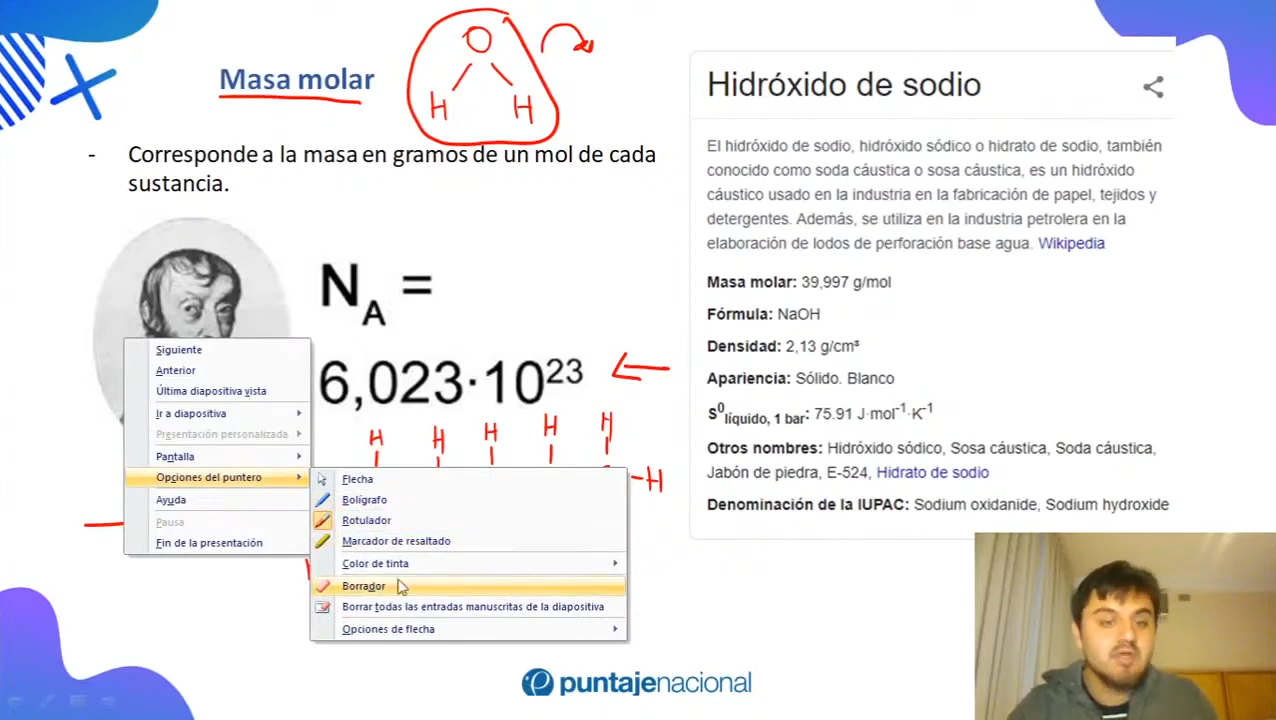 Masa molar
O
H H
- Corresponde a la masa en gramos de un mol de cada
sustancia.
N_A =
6,023·10^23
H H H H H
-H
Siguiente
Anterior
Última diapositiva vista
Ir a diapositiva
Presentación personalizada
Pantalla
Opciones del puntero
Ayuda
Pausa
Fin de la presentación
Flecha
Bolígrafo
Rotulador
Marcador de resaltado
Color de tinta
Borrador
Borrar todas las entradas manuscritas de la diapositiva
Opciones de flecha
Hidróxido de sodio
El hidróxido de sodio, hidróxido sódico o hidrato de sodio, también
conocido como soda cáustica o sosa cáustica, es un hidróxido
cáustico usado en la industria en la fabricación de papel, tejidos y
detergentes. Además, se utiliza en la industria petrolera en la
elaboración de lodos de perforación base agua. Wikipedia
Masa molar: 39,997 g/mol
Fórmula: NaOH
Densidad: 2,13 g/cm³
Apariencia: Sólido. Blanco
S^0_líquido, 1 bar: 75.91 J·mol^-1·K^-1
Otros nombres: Hidróxido sódico, Sosa cáustica, Soda cáustica,
Jabón de piedra, E-524, Hidrato de sodio
Denominación de la IUPAC: Sodium oxidanide, Sodium hydroxide
puntajenacional